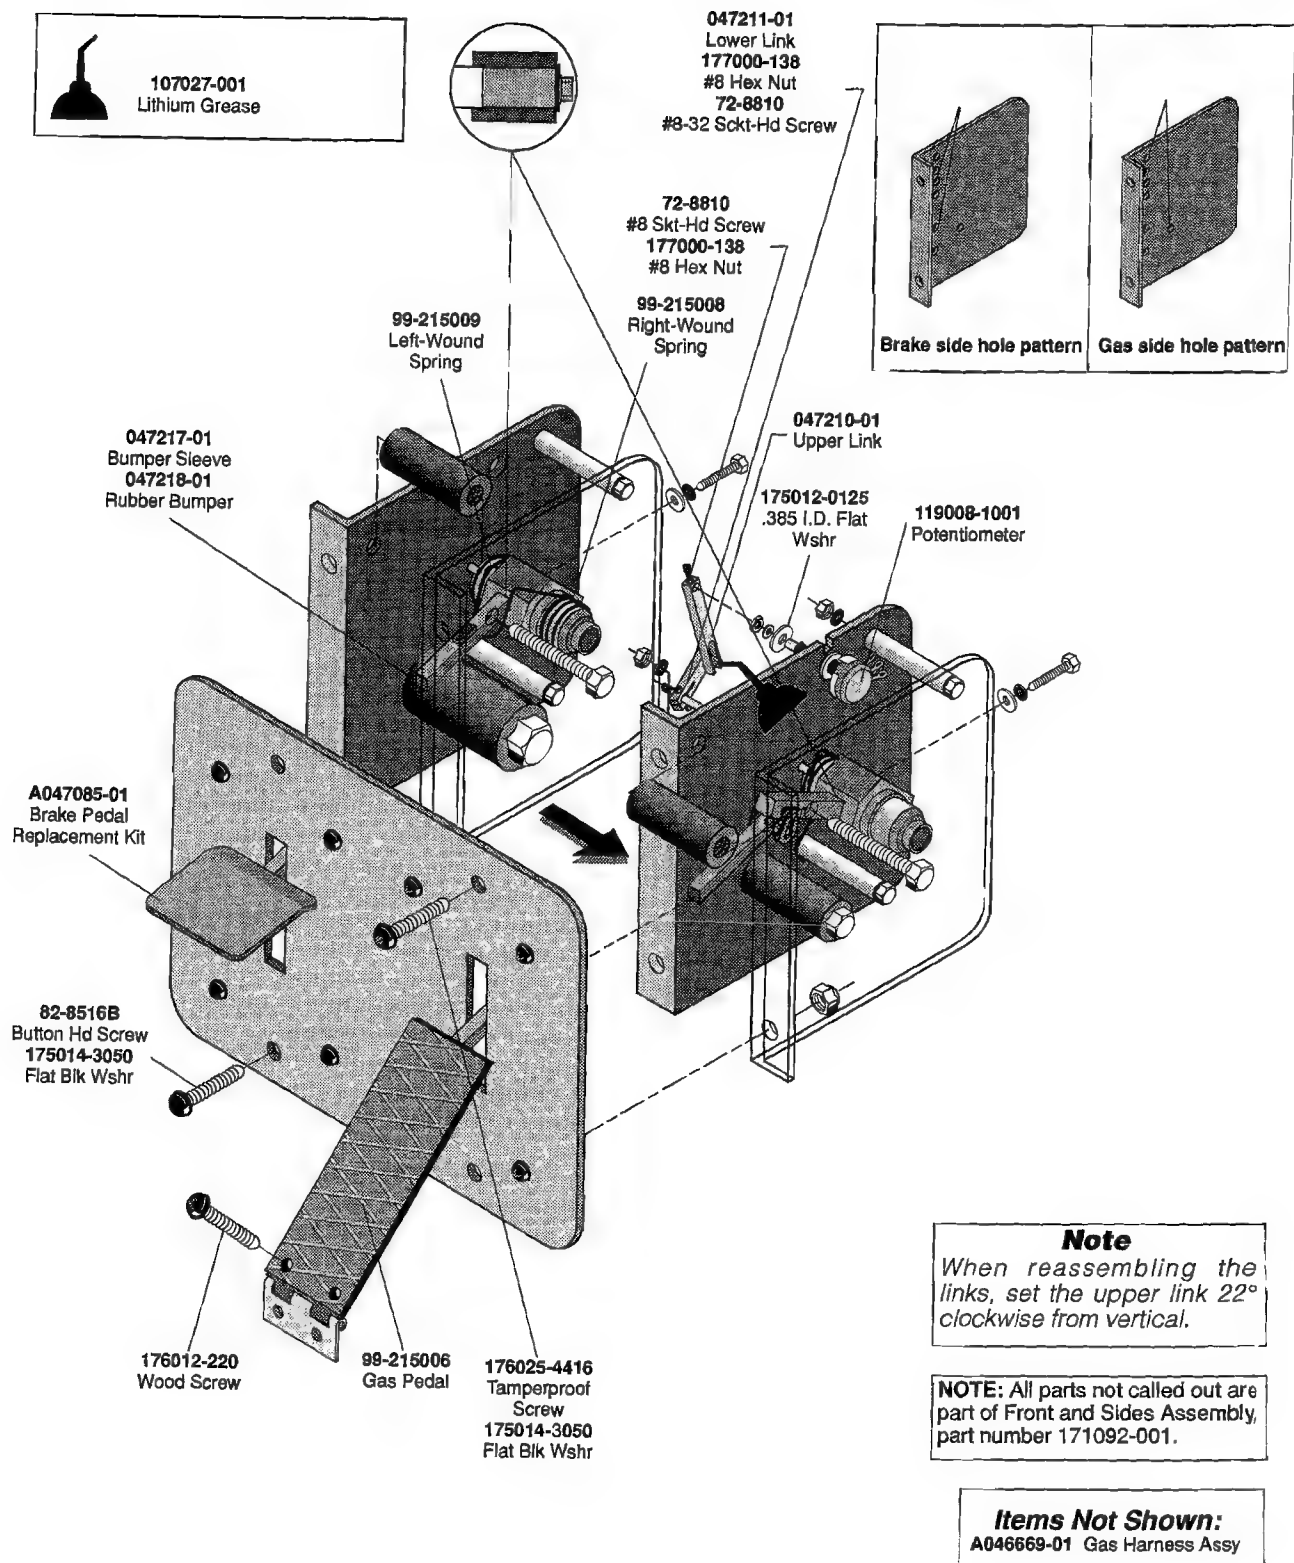 107027-001
Lithium Grease
047211-01
Lower Link
177000-138
#8 Hex Nut
72-8810
#8-32 Sckt-Hd Screw
72-8810
#8 Skt-Hd Screw
177000-138
#8 Hex Nut
Brake side hole pattern
Gas side hole pattern
99-215009
Left-Wound
Spring
99-215008
Right-Wound
Spring
047210-01
Upper Link
047217-01
Bumper Sleeve
047218-01
Rubber Bumper
175012-0125
.385 I.D. Flat
Wshr
119008-1001
Potentiometer
A047085-01
Brake Pedal
Replacement Kit
82-8516B
Button Hd Screw
175014-3050
Flat Blk Wshr
176012-220
Wood Screw
99-215006
Gas Pedal
176025-4416
Tamperproof
Screw
175014-3050
Flat Blk Wshr
Note
When reassembling the
links, set the upper link 22°
clockwise from vertical.
NOTE: All parts not called out are
part of Front and Sides Assembly,
part number 171092-001.
Items Not Shown:
A046669-01 Gas Harness Assy